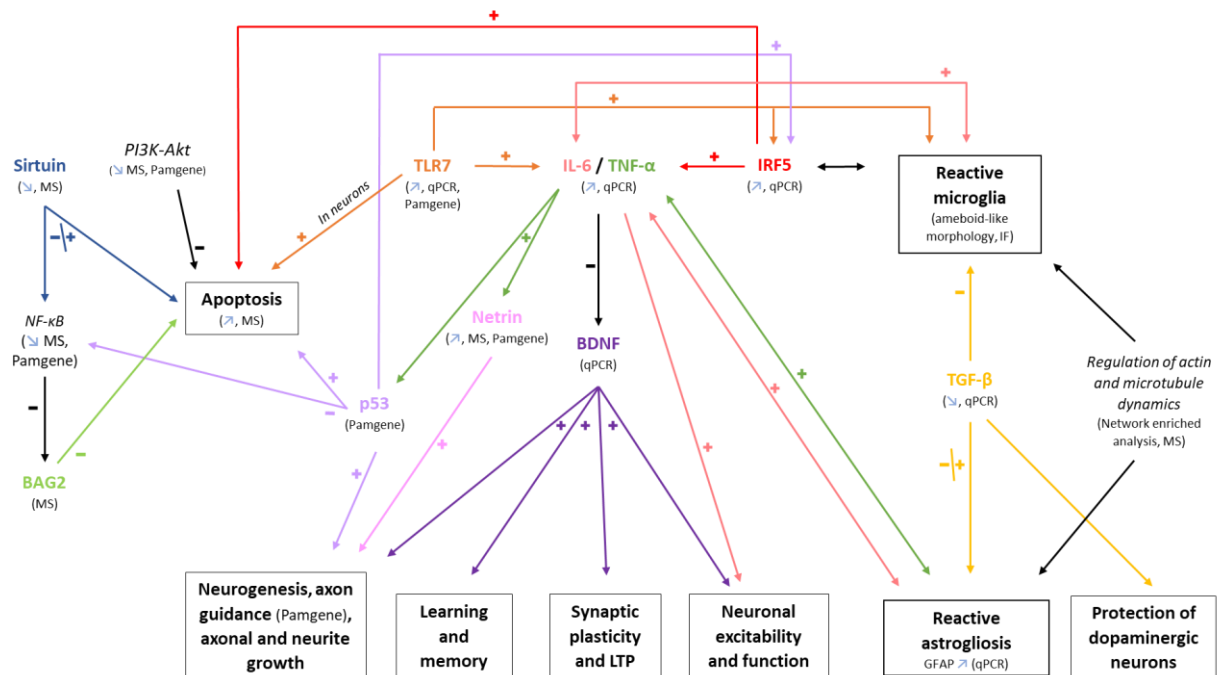 +
+
+
+
PI3K-Akt
(↘ MS, Pamgene)
Sirtuin
(↘, MS)
TLR7
(↗, qPCR,
Pamgene)
+
IL-6 / TNF-α
(↗, qPCR)
+
IRF5
(↗, qPCR)
Reactive
microglia
(ameboid-like
morphology, IF)
In neurons
−\+
−
+
+
+
−
−
Apoptosis
(↗, MS)
NF-κB
(↘ MS,
Pamgene)
Netrin
(↗, MS, Pamgene)
BDNF
(qPCR)
+
TGF-β
(↘, qPCR)
Regulation of actin
and microtubule
dynamics
(Network enriched
analysis, MS)
+
−
p53
(Pamgene)
−
+
+
+
+
+
+
+
−
−\+
BAG2
(MS)
+
Neurogenesis, axon
guidance (Pamgene),
axonal and neurite
growth
Learning
and
memory
Synaptic
plasticity
and LTP
Neuronal
excitability
and function
Reactive
astrogliosis
GFAP ↗ (qPCR)
Protection of
dopaminergic
neurons